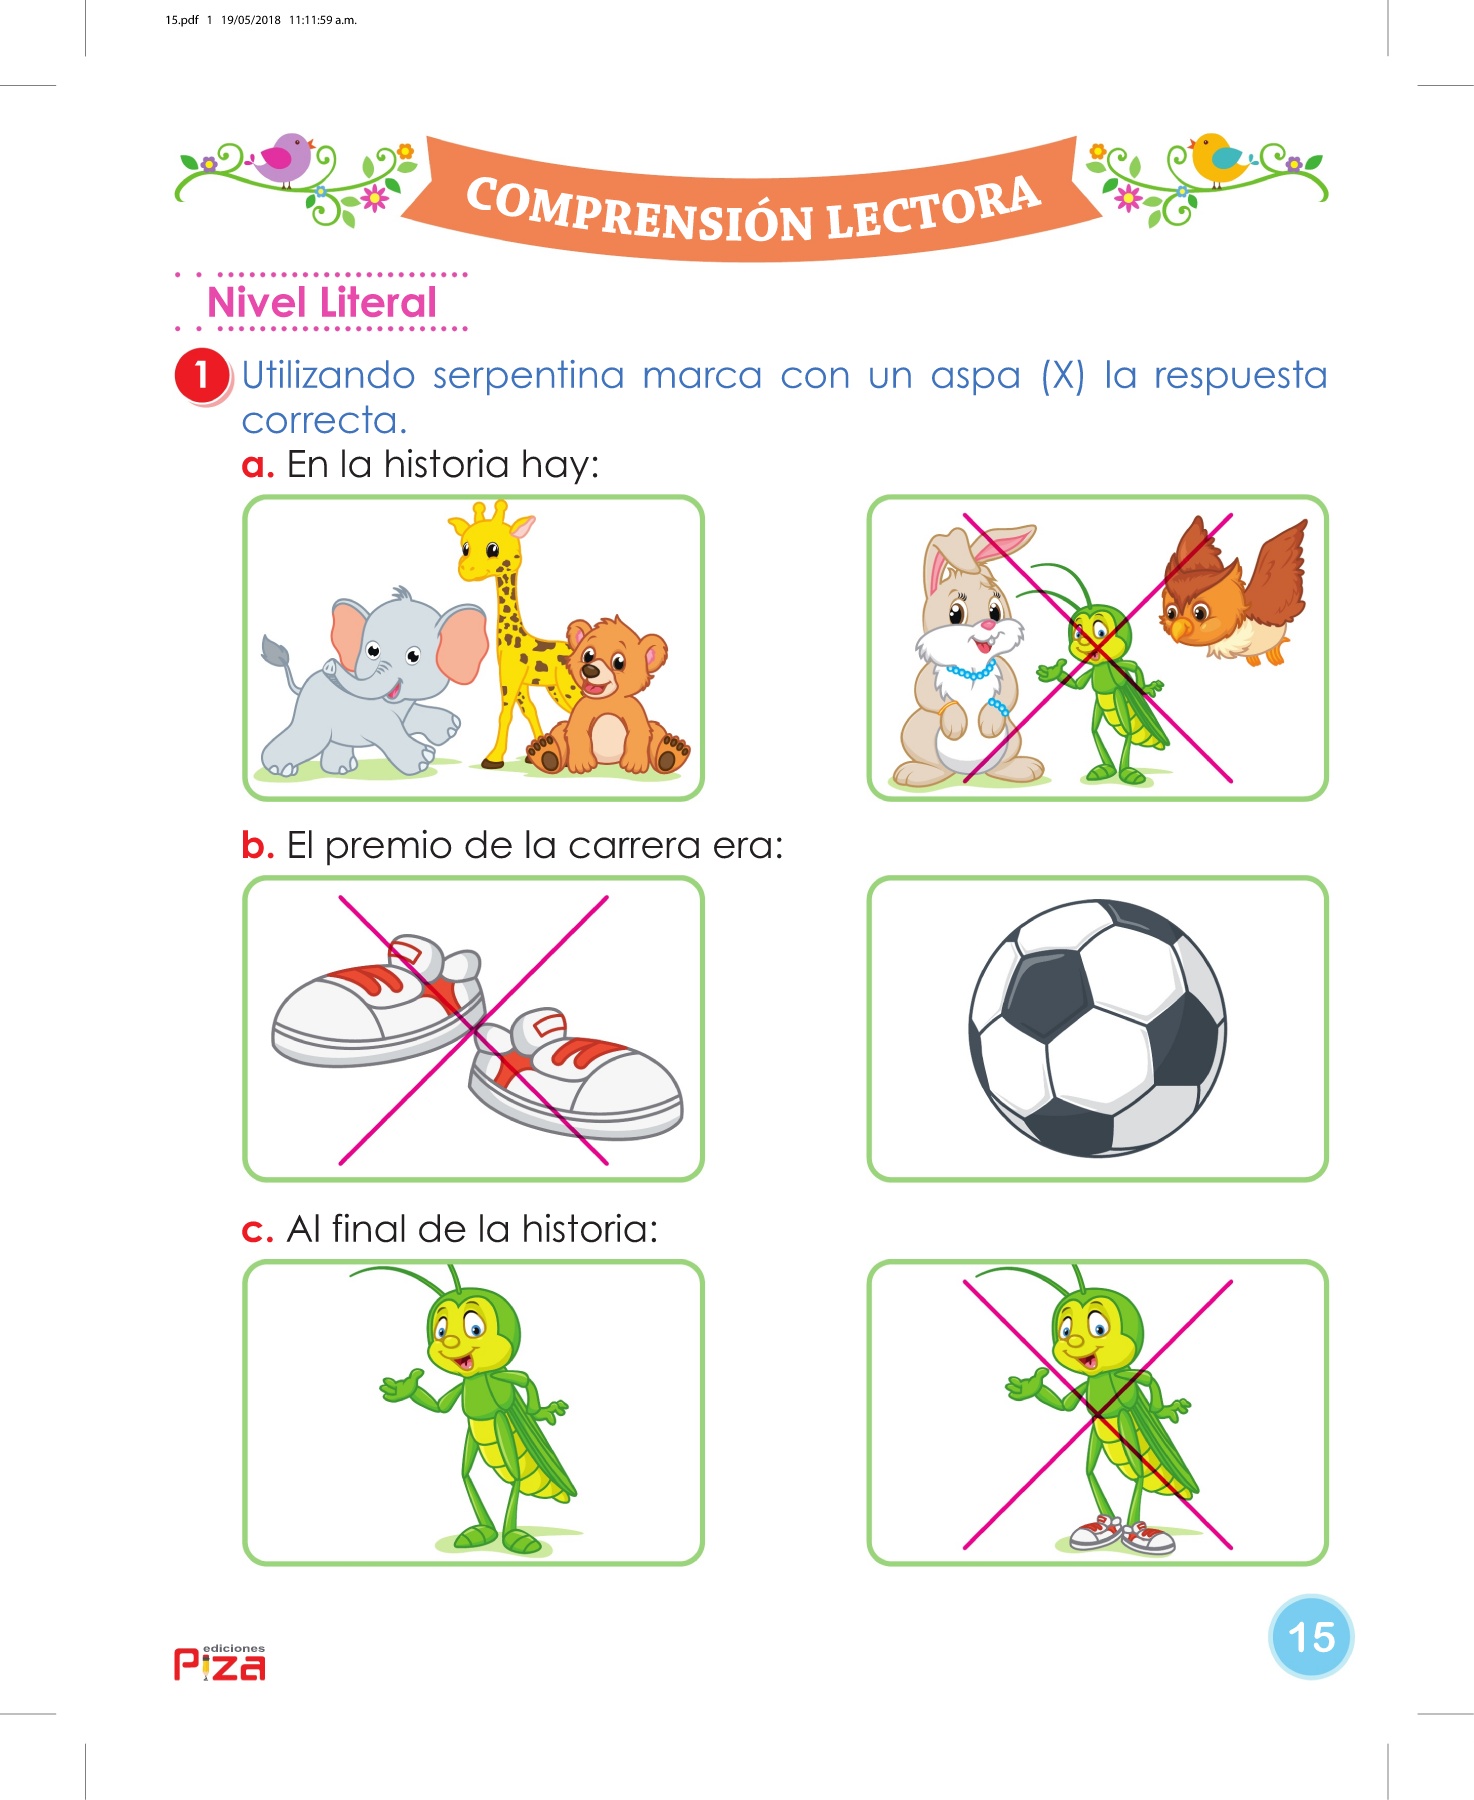 15.pdf 1 19/05/2018 11:11:59 a.m.
COMPRENSIÓN LECTORA
Nivel Literal
1 Utilizando serpentina marca con un aspa (X) la respuesta
correcta.
a. En la historia hay:
b. El premio de la carrera era:
c. Al final de la historia:
15
ediciones
Piza